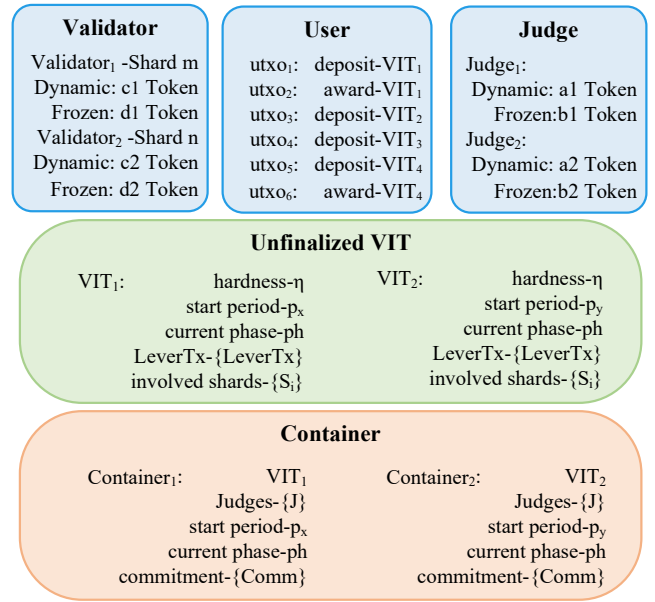 Validator
Validator₁ -Shard m
Dynamic: c1 Token
Frozen: d1 Token
Validator₂ -Shard n
Dynamic: c2 Token
Frozen: d2 Token
User
utxo₁: deposit-VIT₁
utxo₂: award-VIT₁
utxo₃: deposit-VIT₂
utxo₄: deposit-VIT₃
utxo₅: deposit-VIT₄
utxo₆: award-VIT₄
Judge
Judge₁:
Dynamic: a1 Token
Frozen:b1 Token
Judge₂:
Dynamic: a2 Token
Frozen:b2 Token
Unfinalized VIT
VIT₁: hardness-η
start period-pₓ
current phase-ph
LeverTx-{LeverTx}
involved shards-{Sᵢ}
VIT₂: hardness-η
start period-p_y
current phase-ph
LeverTx-{LeverTx}
involved shards-{Sᵢ}
Container
Container₁: VIT₁
Judges-{J}
start period-pₓ
current phase-ph
commitment-{Comm}
Container₂: VIT₂
Judges-{J}
start period-p_y
current phase-ph
commitment-{Comm}